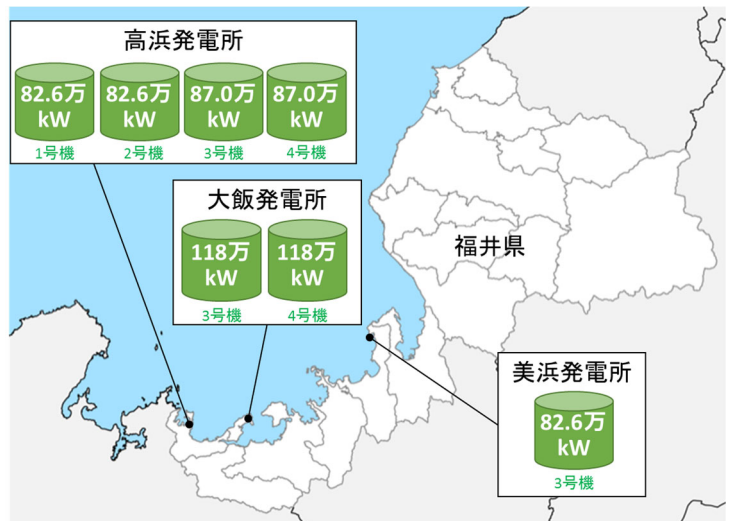 高浜発電所
82.6万 82.6万 87.0万 87.0万
kW kW kW kW
1号機 2号機 3号機 4号機
大飯発電所
118万 118万
kW kW
3号機 4号機
福井県
美浜発電所
82.6万
kW
3号機